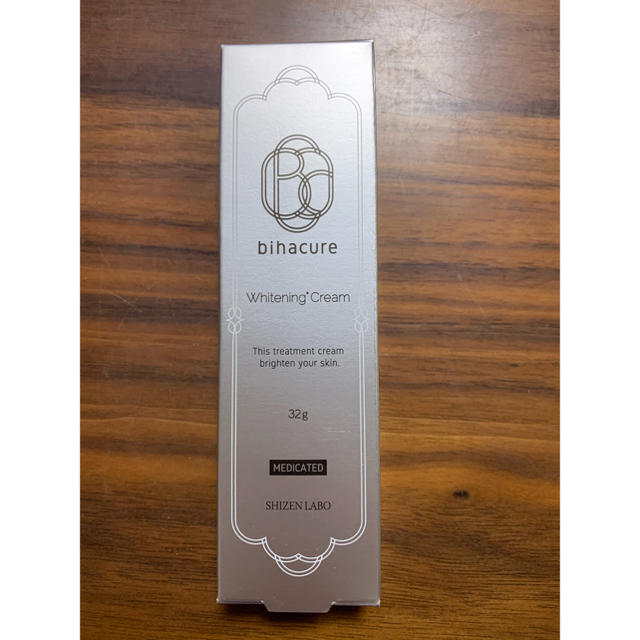 BC
bihacure
Whitening* Cream
This treatment cream
brighten your skin.
32g
MEDICATED
SHIZEN LABO